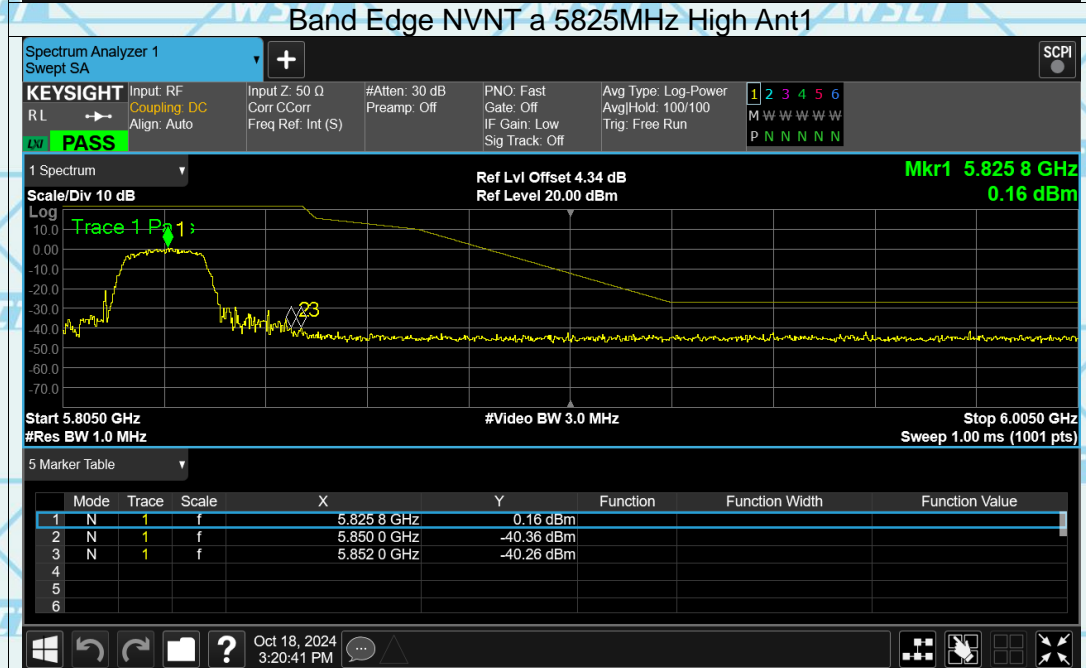 Band Edge NVNT a 5825MHz High Ant1
Spectrum Analyzer 1
Swept SA
SCPI
KEYSIGHT
RL
LXI PASS
Input: RF
Coupling: DC
Align: Auto
Input Z: 50 Ω
Corr CCorr
Freq Ref: Int (S)
#Atten: 30 dB
Preamp: Off
PNO: Fast
Gate: Off
IF Gain: Low
Sig Track: Off
Avg Type: Log-Power
Avg|Hold: 100/100
Trig: Free Run
1 2 3 4 5 6
M W W W W W
P N N N N N
1 Spectrum
Scale/Div 10 dB
Ref Lvl Offset 4.34 dB
Ref Level 20.00 dBm
Mkr1 5.825 8 GHz
0.16 dBm
Log
Trace 1 Pass
1
23
10.0
0.00
-10.0
-20.0
-30.0
-40.0
-50.0
-60.0
-70.0
Start 5.8050 GHz
#Video BW 3.0 MHz
Stop 6.0050 GHz
#Res BW 1.0 MHz
Sweep 1.00 ms (1001 pts)
5 Marker Table
Mode Trace Scale X Y Function Function Width Function Value
1 N 1 f 5.825 8 GHz 0.16 dBm
2 N 1 f 5.850 0 GHz -40.36 dBm
3 N 1 f 5.852 0 GHz -40.26 dBm
4
5
6
?
Oct 18, 2024
3:20:41 PM